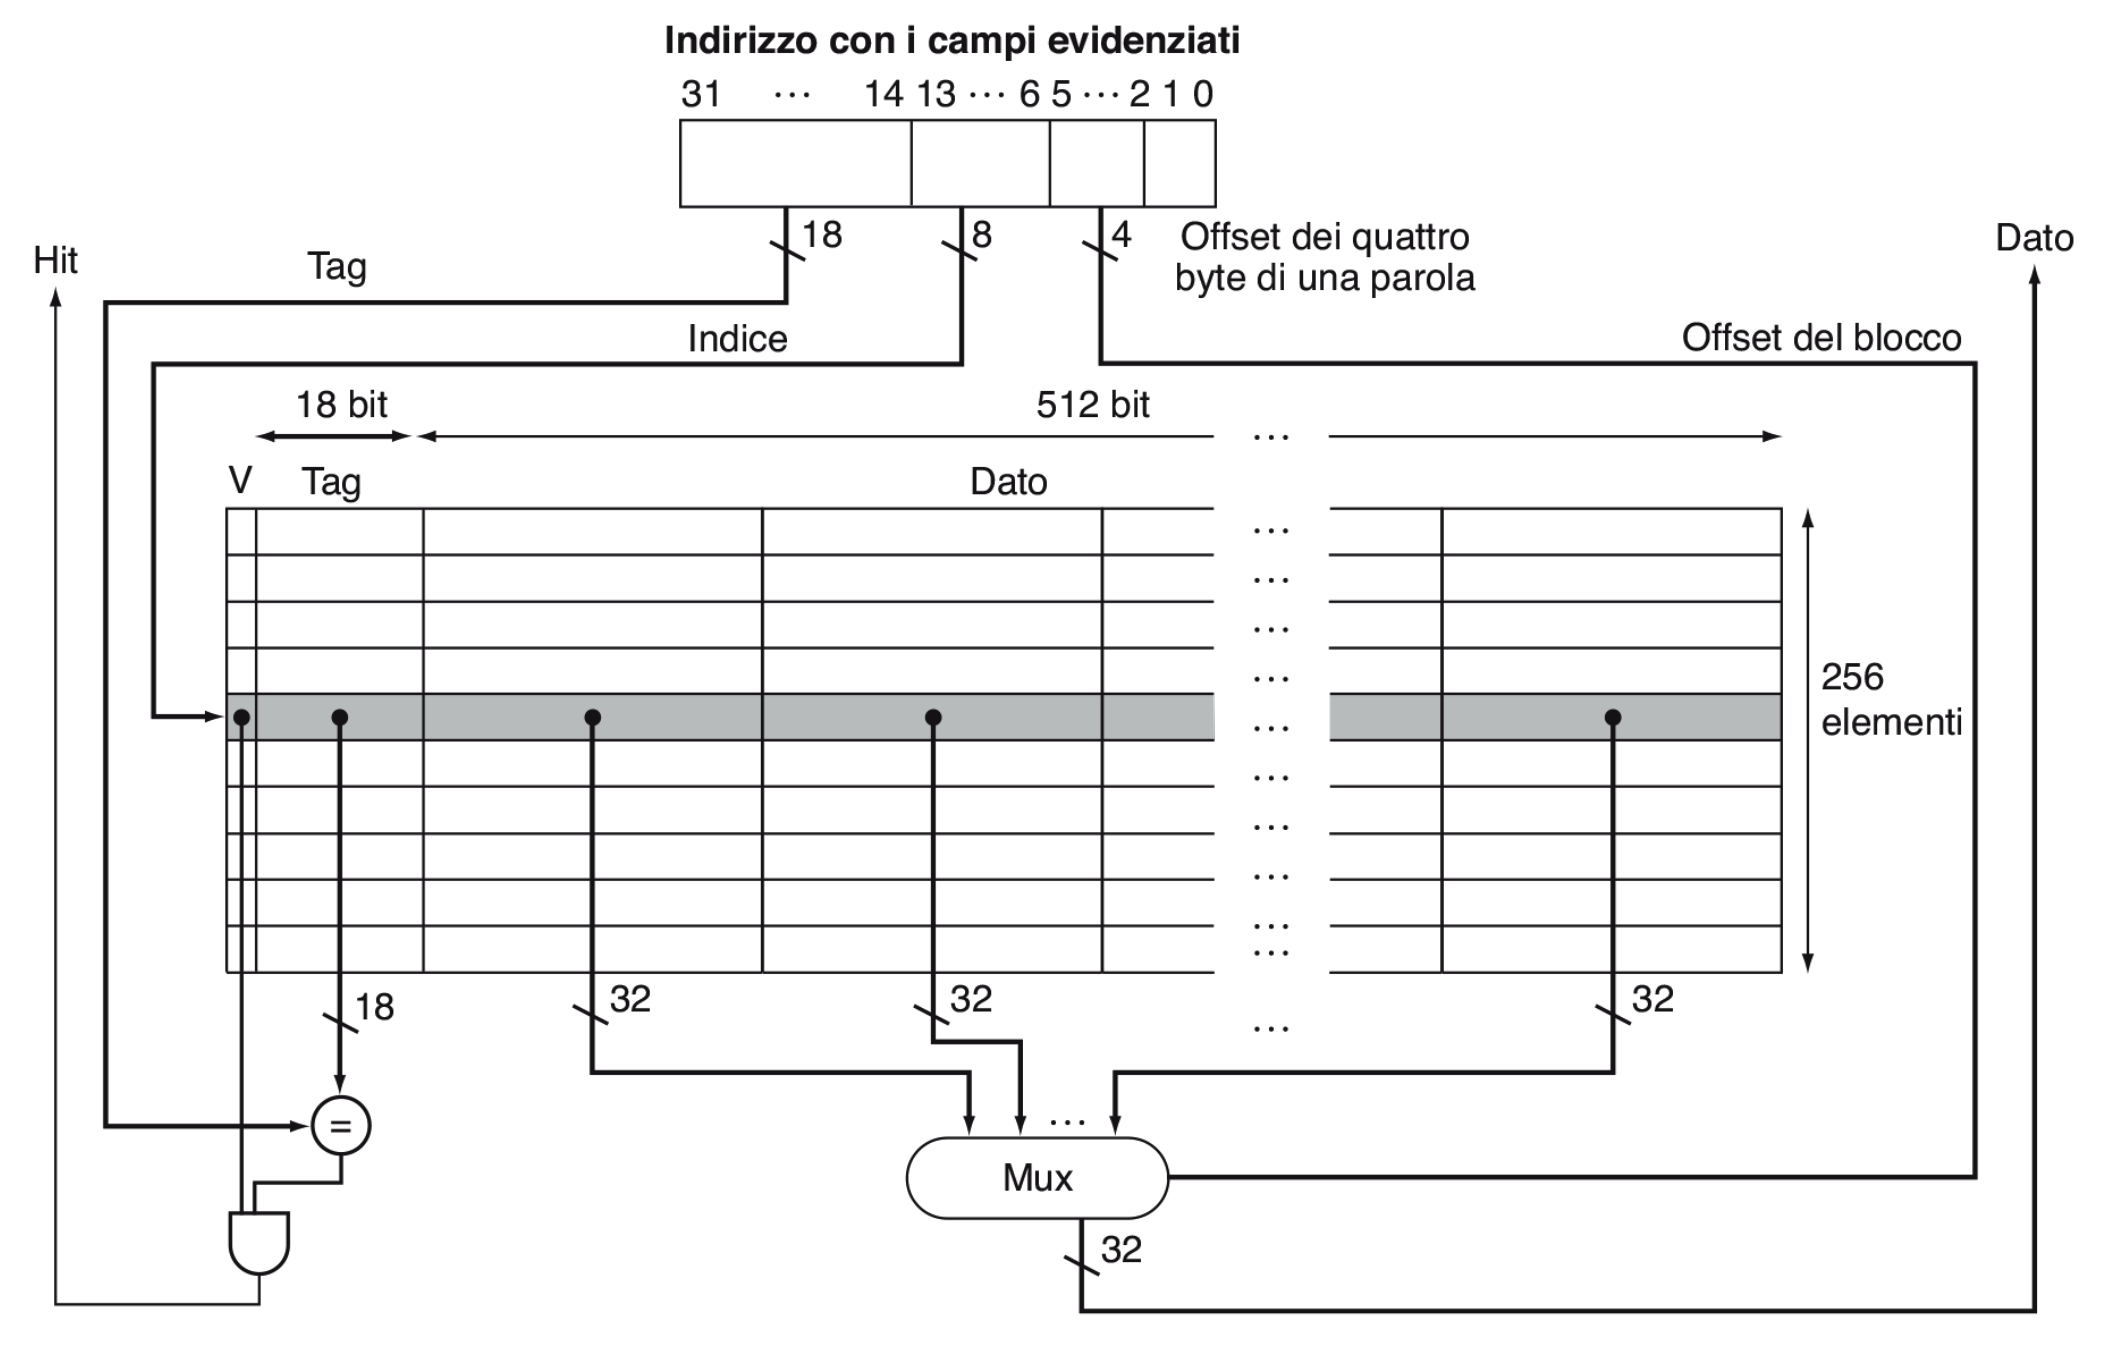 Indirizzo con i campi evidenziati
31 ... 14 13 ... 6 5 ... 2 1 0
18
8
4
Offset dei quattro
byte di una parola
Hit
Tag
Dato
Indice
Offset del blocco
18 bit
512 bit
...
V
Tag
Dato
...
...
...
...
...
...
...
...
...
...
256
elementi
18
32
32
...
32
=
...
Mux
32